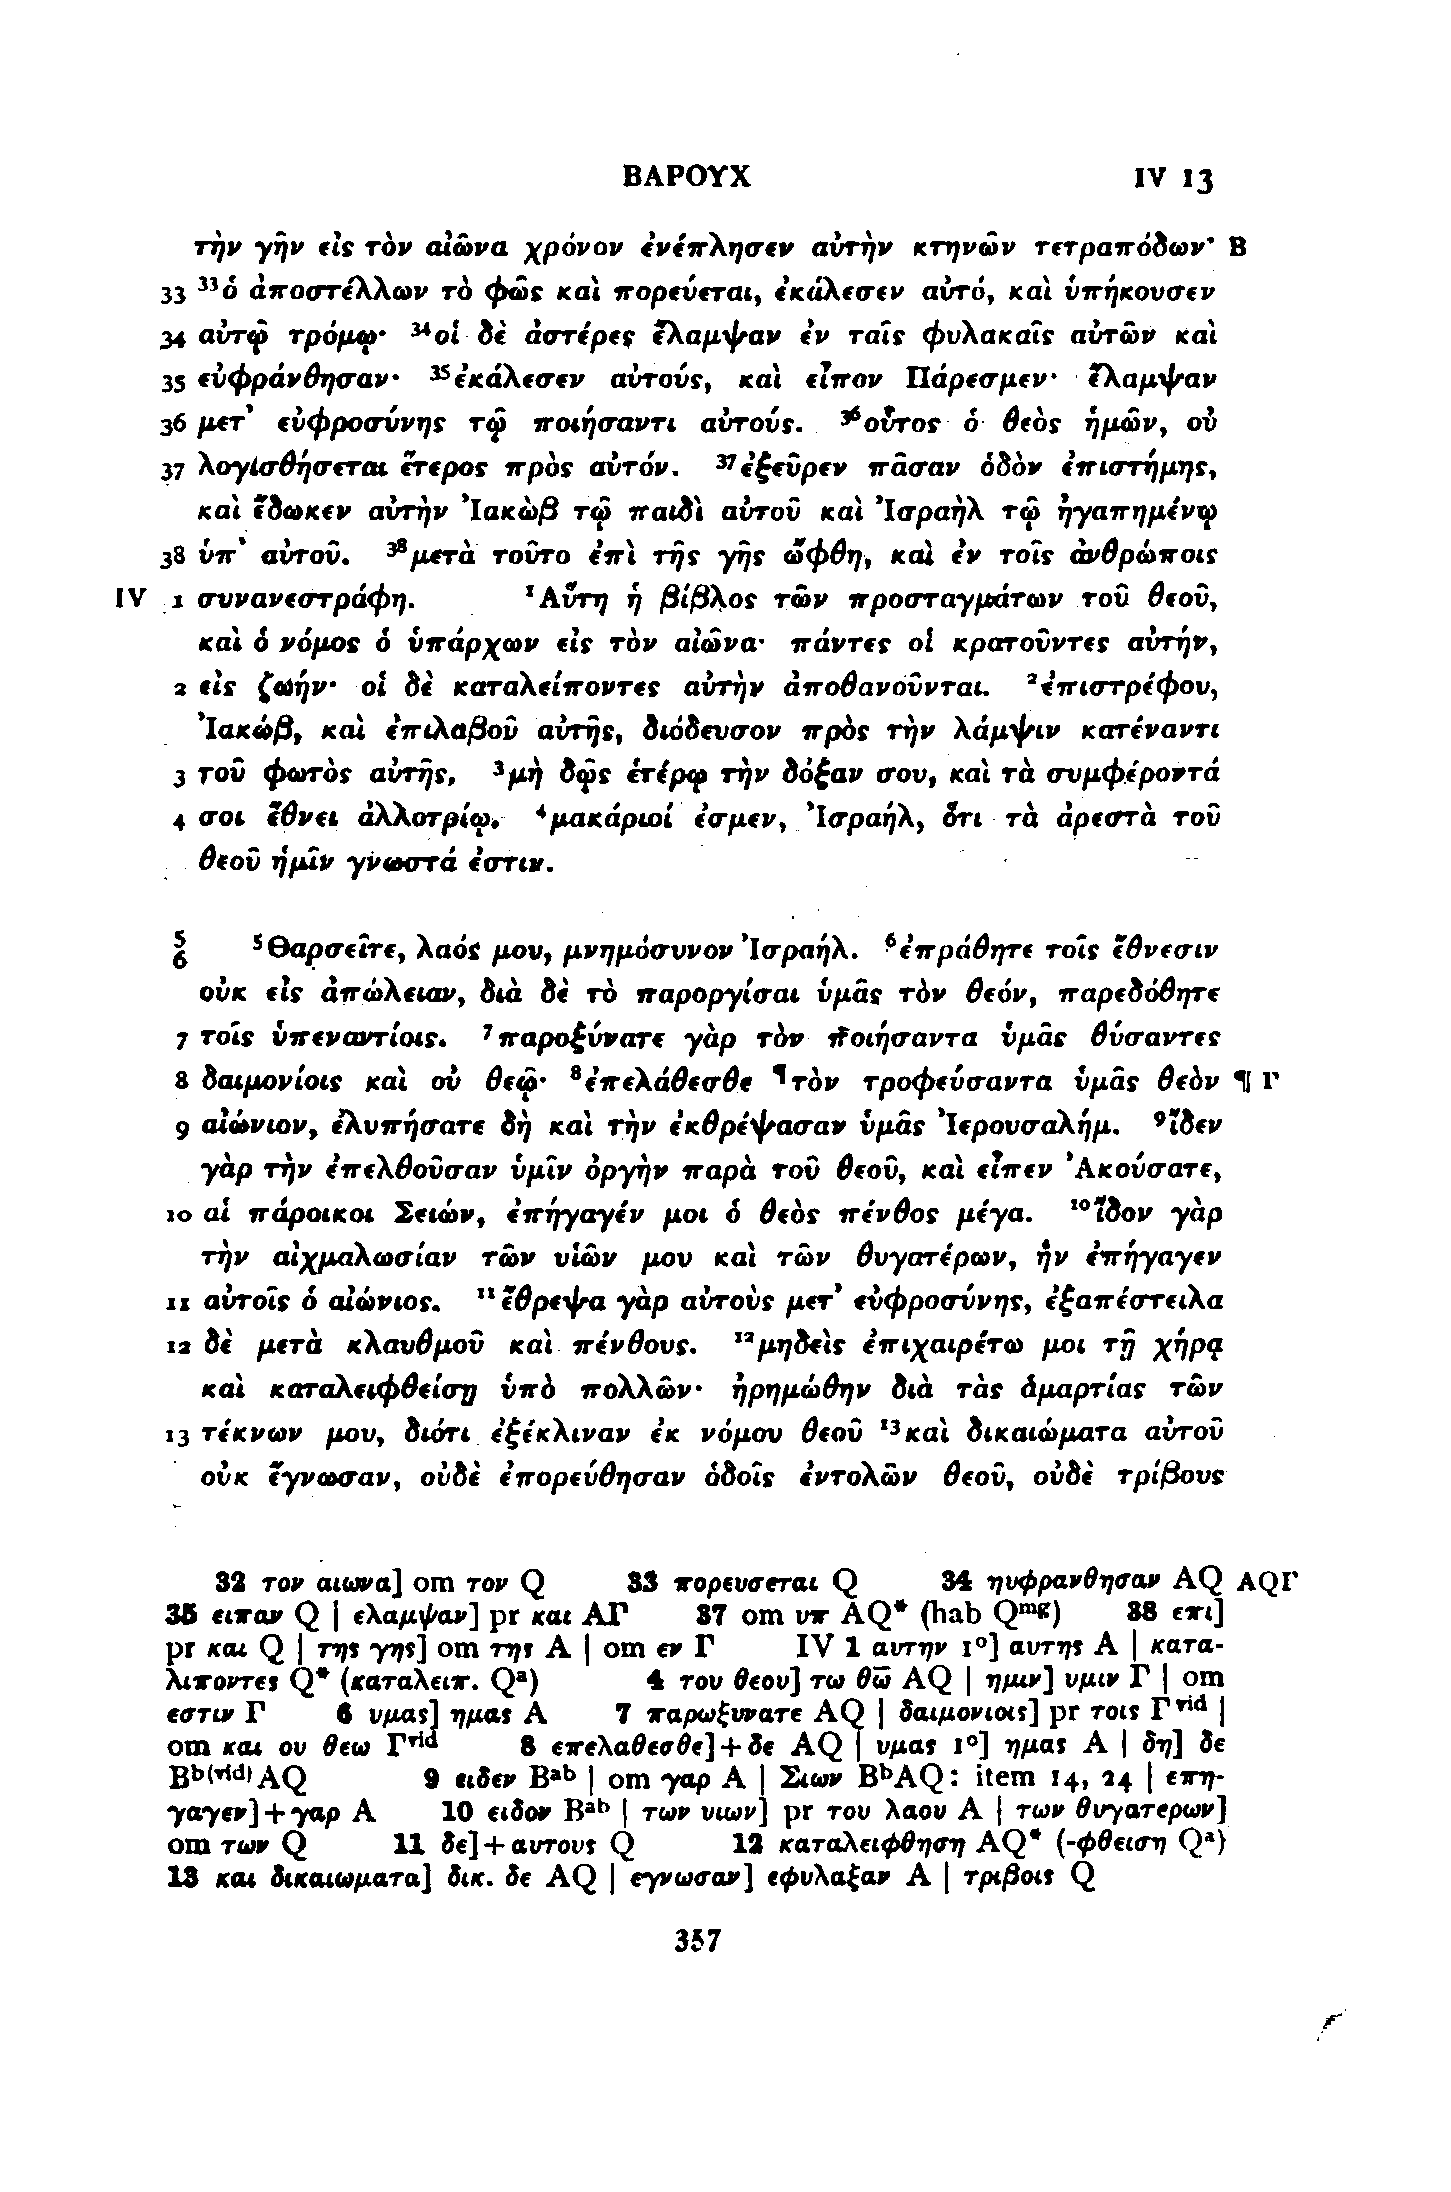 ΒΑΡΟΥΧ IV 13
τὴν γῆν εἰς τὸν αἰῶνα χρόνον ἐνέπλησεν αὐτὴν κτηνῶν τετραπόδων· B
33 ³³ὁ ἀποστέλλων τὸ φῶς καὶ πορεύεται, ἐκάλεσεν αὐτό, καὶ ὑπήκουσεν
34 αὐτῷ τρόμῳ· ³⁴οἱ δὲ ἀστέρες ἔλαμψαν ἐν ταῖς φυλακαῖς αὐτῶν καὶ
35 εὐφράνθησαν· ³⁵ἐκάλεσεν αὐτούς, καὶ εἶπον Πάρεσμεν· ἔλαμψαν
36 μετ’ εὐφροσύνης τῷ ποιήσαντι αὐτούς. ³⁶οὗτος ὁ θεὸς ἡμῶν, οὐ
37 λογισθήσεται ἕτερος πρὸς αὐτόν. ³⁷ἐξεῦρεν πᾶσαν ὁδὸν ἐπιστήμης,
καὶ ἔδωκεν αὐτὴν Ἰακὼβ τῷ παιδὶ αὐτοῦ καὶ Ἰσραὴλ τῷ ἠγαπημένῳ
38 ὑπ’ αὐτοῦ. ³⁸μετὰ τοῦτο ἐπὶ τῆς γῆς ὤφθη, καὶ ἐν τοῖς ἀνθρώποις
IV 1 συνανεστράφη. ¹Αὕτη ἡ βίβλος τῶν προσταγμάτων τοῦ θεοῦ,
καὶ ὁ νόμος ὁ ὑπάρχων εἰς τὸν αἰῶνα· πάντες οἱ κρατοῦντες αὐτήν,
2 εἰς ζωήν· οἱ δὲ καταλείποντες αὐτὴν ἀποθανοῦνται. ²ἐπιστρέφου,
Ἰακώβ, καὶ ἐπιλαβοῦ αὐτῆς, διόδευσον πρὸς τὴν λάμψιν κατέναντι
3 τοῦ φωτὸς αὐτῆς, ³μὴ δῷς ἑτέρῳ τὴν δόξαν σου, καὶ τὰ συμφέροντά
4 σοι ἔθνει ἀλλοτρίῳ. ⁴μακάριοί ἐσμεν, Ἰσραήλ, ὅτι τὰ ἀρεστὰ τοῦ
θεοῦ ἡμῖν γνωστά ἐστιν.
5
6 ⁵Θαρσεῖτε, λαός μου, μνημόσυνον Ἰσραήλ. ⁶ἐπράθητε τοῖς ἔθνεσιν
οὐκ εἰς ἀπώλειαν, διὰ δὲ τὸ παροργίσαι ὑμᾶς τὸν θεόν, παρεδόθητε
7 τοῖς ὑπεναντίοις. ⁷παροξύνατε γὰρ τὸν ποιήσαντα ὑμᾶς θύσαντες
8 δαιμονίοις καὶ οὐ θεῷ· ⁸ἐπελάθεσθε ¶τὸν τροφεύσαντα ὑμᾶς θεὸν ¶ Γ
9 αἰώνιον, ἐλυπήσατε δὴ καὶ τὴν ἐκθρέψασαν ὑμᾶς Ἰερουσαλήμ. ⁹ἴδεν
γὰρ τὴν ἐπελθοῦσαν ὑμῖν ὀργὴν παρὰ τοῦ θεοῦ, καὶ εἶπεν Ἀκούσατε,
10 αἱ πάροικοι Σειών, ἐπήγαγέν μοι ὁ θεὸς πένθος μέγα. ¹⁰ἴδον γὰρ
τὴν αἰχμαλωσίαν τῶν υἱῶν μου καὶ τῶν θυγατέρων, ἣν ἐπήγαγεν
11 αὐτοῖς ὁ αἰώνιος. ¹¹ἔθρεψα γὰρ αὐτοὺς μετ’ εὐφροσύνης, ἐξαπέστειλα
12 δὲ μετὰ κλαυθμοῦ καὶ πένθους. ¹²μηδεὶς ἐπιχαιρέτω μοι τῇ χήρᾳ
καὶ καταλειφθείσῃ ὑπὸ πολλῶν· ἠρημώθην διὰ τὰς ἁμαρτίας τῶν
13 τέκνων μου, διότι ἐξέκλιναν ἐκ νόμου θεοῦ ¹³καὶ δικαιώματα αὐτοῦ
οὐκ ἔγνωσαν, οὐδὲ ἐπορεύθησαν ὁδοῖς ἐντολῶν θεοῦ, οὐδὲ τρίβους
32 τον αιωνα] om τον Q 33 πορευσεται Q 34 ηυφρανθησαν AQ AQΓ
35 ειπαν Q | ελαμψαν] pr και ΑΓ 37 om υπ AQ* (hab Qᵐᵍ) 38 επι]
pr και Q | της γης] om της A | om εν Γ IV 1 αυτην 1°] αυτης A | κατα-
λιποντες Q* (καταλειπ. Qᵃ) 4 του θεου] τω θω̅ AQ | ημιν] υμιν Γ | om
εστιν Γ 6 υμας] ημας A 7 παρωξυνατε AQ | δαιμονιοις] pr τοις Γᵛⁱᵈ |
om και ου θεω Γᵛⁱᵈ 8 επελαθεσθε]+δε AQ | υμας 1°] ημας A | δη] δε
Bᵇ⁽ᵛⁱᵈ⁾AQ 9 ειδεν Bᵃᵇ | om γαρ A | Σιων BᵇAQ: item 14, 24 | επη-
γαγεν]+γαρ A 10 ειδον Bᵃᵇ | των υιων] pr του λαου A | των θυγατερων]
om των Q 11 δε]+αυτους Q 12 καταλειφθηση AQ* (-φθειση Qᵃ)
13 και δικαιωματα] δικ. δε AQ | εγνωσαν] εφυλαξαν A | τριβοις Q
357